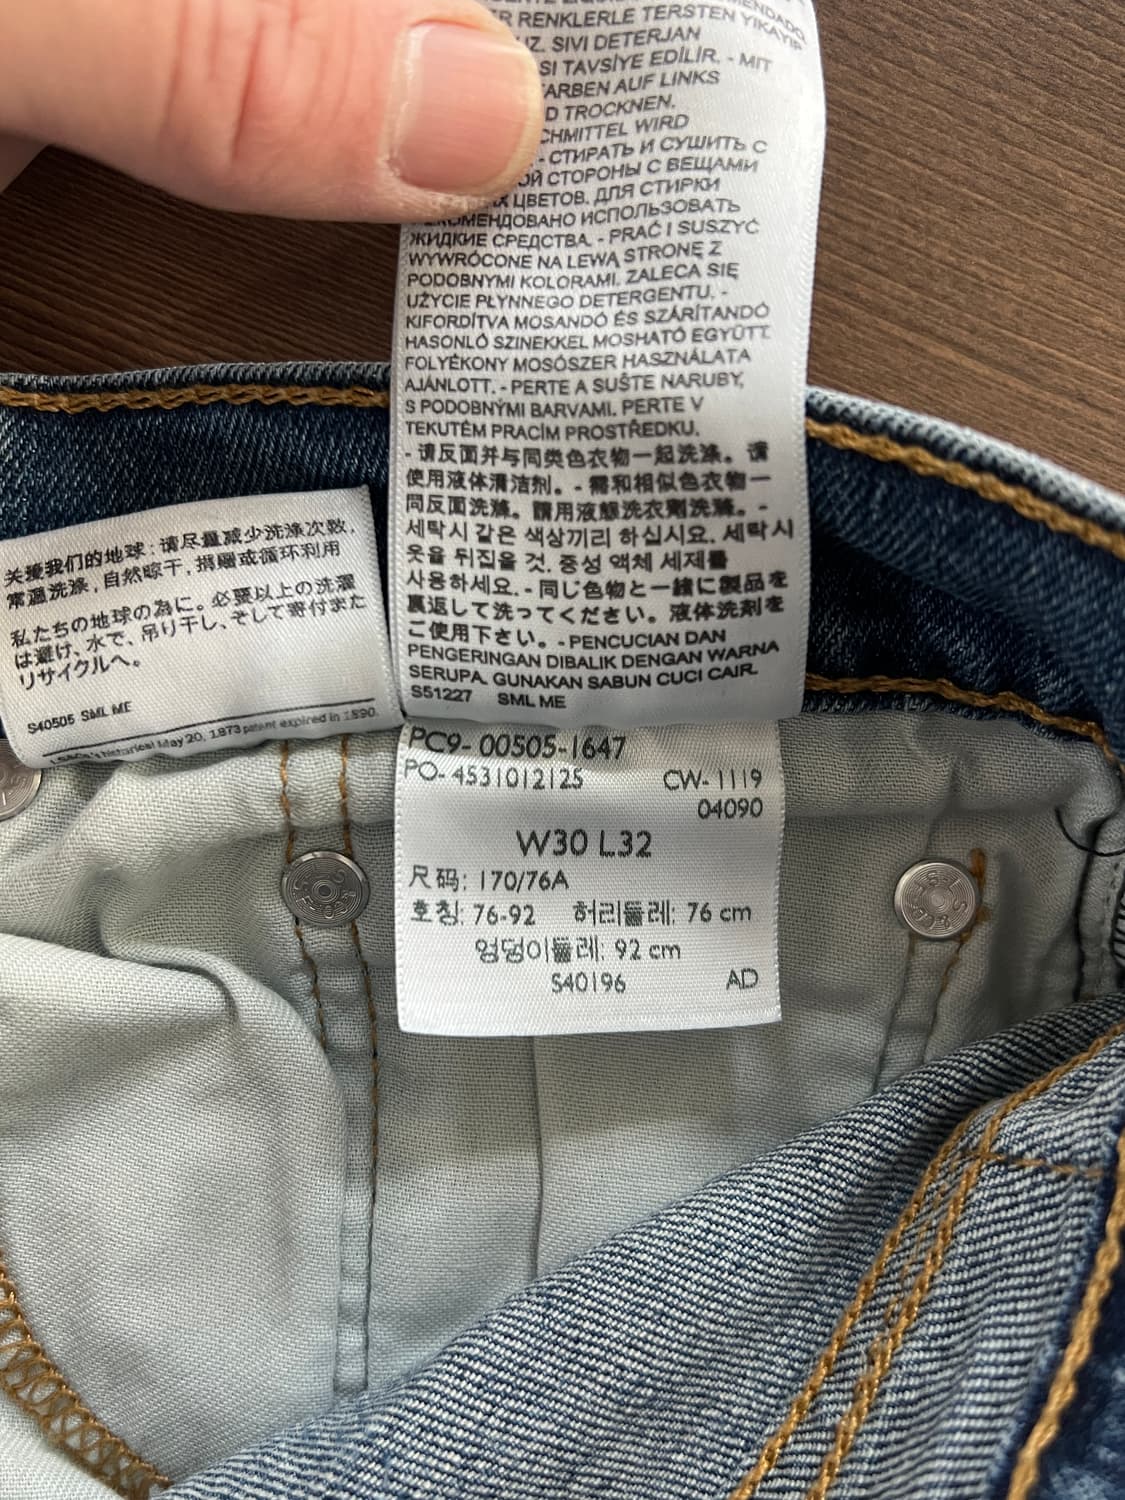 R RENKLERLE TERSTEN YIKAYIP
Z. SIVI DETERJAN
SI TAVSİYE EDİLİR. - MIT
FARBEN AUF LINKS
D TROCKNEN.
CHMITTEL WIRD
- СТИРАТЬ И СУШИТЬ С
ОЙ СТОРОНЫ С ВЕЩАМИ
Х ЦВЕТОВ. ДЛЯ СТИРКИ
КОМЕНДОВАНО ИСПОЛЬЗОВАТЬ
ЖИДКИЕ СРЕДСТВА. - PRAĆ I SUSZYĆ
WYWRÓCONE NA LEWĄ STRONĘ Z
PODOBNYMI KOLORAMI. ZALECA SIĘ
UŻYCIE PŁYNNEGO DETERGENTU. -
KIFORDÍTVA MOSANDÓ ÉS SZÁRÍTANDÓ
HASONLÓ SZINEKKEL MOSHATÓ EGYÜTT.
FOLYÉKONY MOSÓSZER HASZNÁLATA
AJÁNLOTT. - PERTE A SUŠTE NARUBY,
S PODOBNÝMI BARVAMI. PERTE V
TEKUTÉM PRACÍM PROSTŘEDKU.
- 请反面并与同类色衣物一起洗涤。请
使用液体清洁剂。- 需和相似色衣物一
同反面洗滌。請用液態洗衣劑洗滌。-
세탁시 같은 색상끼리 하십시요. 세탁시
옷을 뒤집을 것. 중성 액체 세제를
사용하세요. - 同じ色物と一緒に製品を
裏返して洗ってください。液体洗剤を
ご使用下さい。- PENCUCIAN DAN
PENGERINGAN DIBALIK DENGAN WARNA
SERUPA. GUNAKAN SABUN CUCI CAIR.
S51227 SML ME
关爱我们的地球：请尽量减少洗涤次数，
常温洗涤，自然晾干，捐赠或循环利用
私たちの地球の為に。必要以上の洗濯
は避け、水で、吊り干し、そして寄付また
リサイクルへ。
S40505 SML ME
historical May 20, 1873 patent expired in 1890.
PC9- 00505-1647
PO- 4531012125 CW- 1119
04090
W30 L32
尺码: 170/76A
호칭: 76-92 허리둘레: 76 cm
엉덩이둘레: 92 cm
S40196 AD